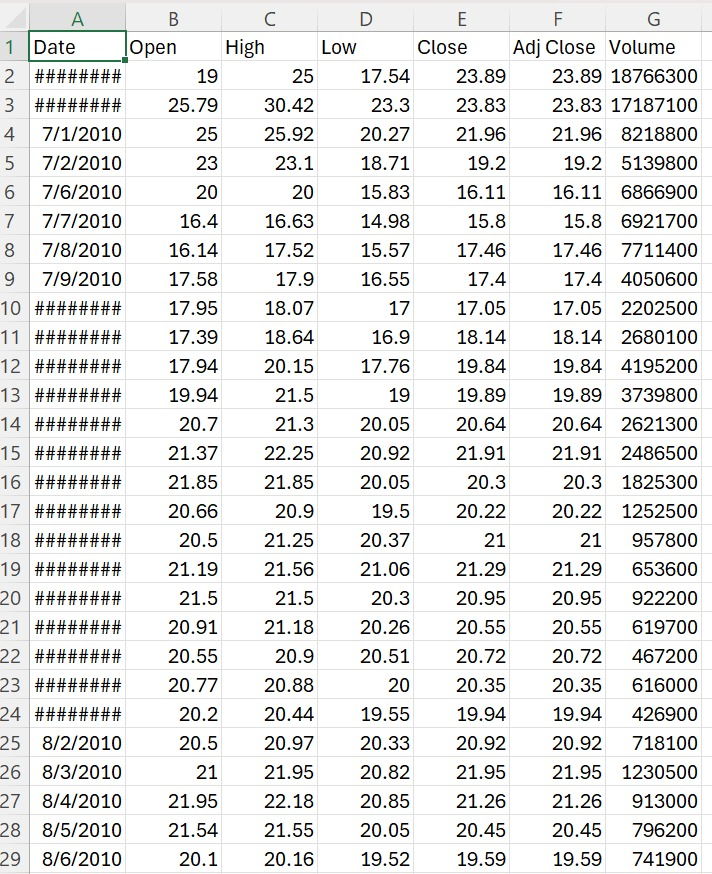 A B C D E F G
1 Date Open High Low Close Adj Close Volume
2 ######## 19 25 17.54 23.89 23.89 18766300
3 ######## 25.79 30.42 23.3 23.83 23.83 17187100
4 7/1/2010 25 25.92 20.27 21.96 21.96 8218800
5 7/2/2010 23 23.1 18.71 19.2 19.2 5139800
6 7/6/2010 20 20 15.83 16.11 16.11 6866900
7 7/7/2010 16.4 16.63 14.98 15.8 15.8 6921700
8 7/8/2010 16.14 17.52 15.57 17.46 17.46 7711400
9 7/9/2010 17.58 17.9 16.55 17.4 17.4 4050600
10 ######## 17.95 18.07 17 17.05 17.05 2202500
11 ######## 17.39 18.64 16.9 18.14 18.14 2680100
12 ######## 17.94 20.15 17.76 19.84 19.84 4195200
13 ######## 19.94 21.5 19 19.89 19.89 3739800
14 ######## 20.7 21.3 20.05 20.64 20.64 2621300
15 ######## 21.37 22.25 20.92 21.91 21.91 2486500
16 ######## 21.85 21.85 20.05 20.3 20.3 1825300
17 ######## 20.66 20.9 19.5 20.22 20.22 1252500
18 ######## 20.5 21.25 20.37 21 21 957800
19 ######## 21.19 21.56 21.06 21.29 21.29 653600
20 ######## 21.5 21.5 20.3 20.95 20.95 922200
21 ######## 20.91 21.18 20.26 20.55 20.55 619700
22 ######## 20.55 20.9 20.51 20.72 20.72 467200
23 ######## 20.77 20.88 20 20.35 20.35 616000
24 ######## 20.2 20.44 19.55 19.94 19.94 426900
25 8/2/2010 20.5 20.97 20.33 20.92 20.92 718100
26 8/3/2010 21 21.95 20.82 21.95 21.95 1230500
27 8/4/2010 21.95 22.18 20.85 21.26 21.26 913000
28 8/5/2010 21.54 21.55 20.05 20.45 20.45 796200
29 8/6/2010 20.1 20.16 19.52 19.59 19.59 741900